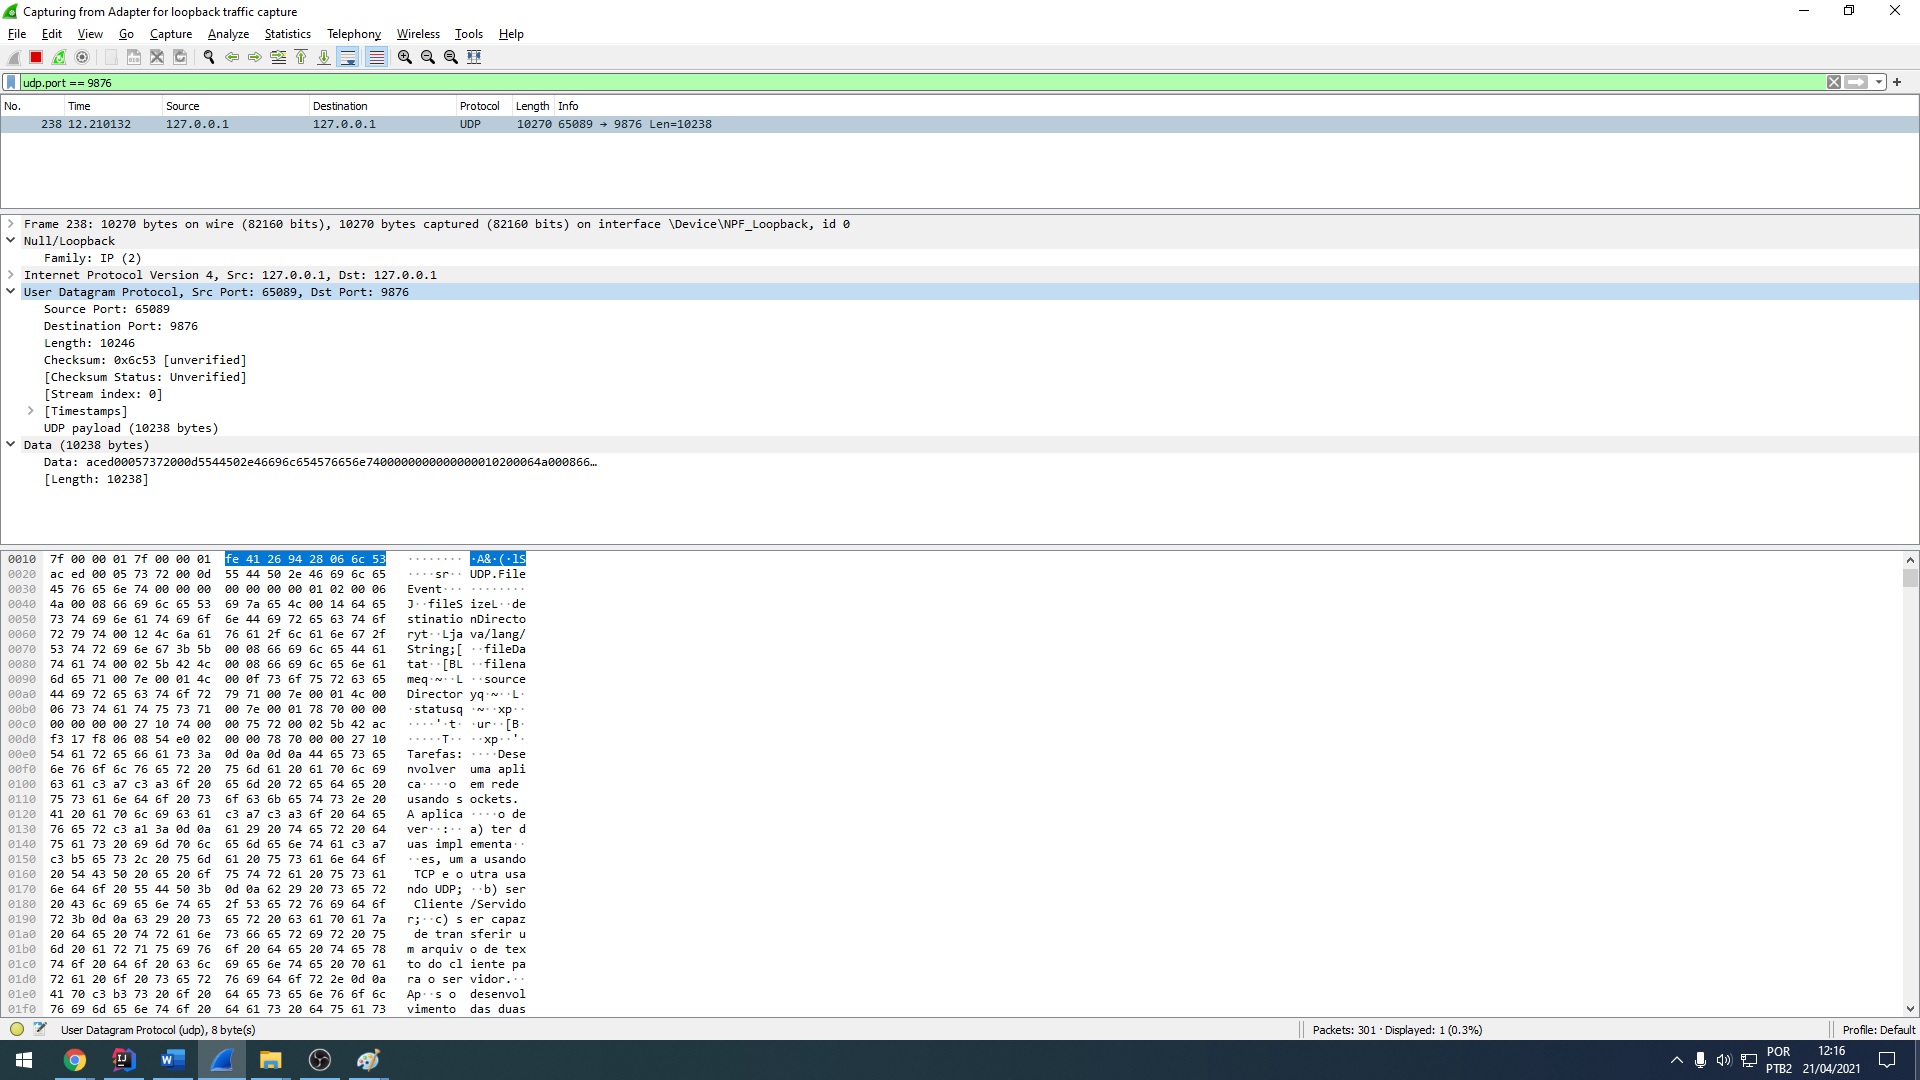 Capturing from Adapter for loopback traffic capture
File Edit View Go Capture Analyze Statistics Telephony Wireless Tools Help
udp.port == 9876
No. Time Source Destination Protocol Length Info
238 12.210132 127.0.0.1 127.0.0.1 UDP 10270 65089 → 9876 Len=10238
Frame 238: 10270 bytes on wire (82160 bits), 10270 bytes captured (82160 bits) on interface \Device\NPF_Loopback, id 0
Null/Loopback
Family: IP (2)
Internet Protocol Version 4, Src: 127.0.0.1, Dst: 127.0.0.1
User Datagram Protocol, Src Port: 65089, Dst Port: 9876
Source Port: 65089
Destination Port: 9876
Length: 10246
Checksum: 0x6c53 [unverified]
[Checksum Status: Unverified]
[Stream index: 0]
[Timestamps]
UDP payload (10238 bytes)
Data (10238 bytes)
Data: aced00057372000d5544502e46696c654576656e7400000000000000010200064a000866…
[Length: 10238]
0010 7f 00 00 01 7f 00 00 01 fe 41 26 94 28 06 6c 53 ········ ·A&·(·lS
0020 ac ed 00 05 73 72 00 0d 55 44 50 2e 46 69 6c 65 ····sr·· UDP.File
0030 45 76 65 6e 74 00 00 00 00 00 00 00 01 02 00 06 Event··· ········
0040 4a 00 08 66 69 6c 65 53 69 7a 65 4c 00 14 64 65 J··fileS izeL··de
0050 73 74 69 6e 61 74 69 6f 6e 44 69 72 65 63 74 6f stinatio nDirecto
0060 72 79 74 00 12 4c 6a 61 76 61 2f 6c 61 6e 67 2f ryt··Lja va/lang/
0070 53 74 72 69 6e 67 3b 5b 00 08 66 69 6c 65 44 61 String;[ ··fileDa
0080 74 61 74 00 02 5b 42 4c 00 08 66 69 6c 65 6e 61 tat··[BL ··filena
0090 6d 65 71 00 7e 00 01 4c 00 0f 73 6f 75 72 63 65 meq·~··L ··source
00a0 44 69 72 65 63 74 6f 72 79 71 00 7e 00 01 4c 00 Director yq·~··L·
00b0 06 73 74 61 74 75 73 71 00 7e 00 01 78 70 00 00 ·statusq ·~··xp··
00c0 00 00 00 00 27 10 74 00 00 75 72 00 02 5b 42 ac ····'·t· ·ur··[B·
00d0 f3 17 f8 06 08 54 e0 02 00 00 78 70 00 00 27 10 ·····T·· ··xp··'·
00e0 54 61 72 65 66 61 73 3a 0d 0a 0d 0a 44 65 73 65 Tarefas: ····Dese
00f0 6e 76 6f 6c 76 65 72 20 75 6d 61 20 61 70 6c 69 nvolver uma apli
0100 63 61 c3 a7 c3 a3 6f 20 65 6d 20 72 65 64 65 20 ca····o em rede
0110 75 73 61 6e 64 6f 20 73 6f 63 6b 65 74 73 2e 20 usando s ockets.
0120 41 20 61 70 6c 69 63 61 c3 a7 c3 a3 6f 20 64 65 A aplica ····o de
0130 76 65 72 c3 a1 3a 0d 0a 61 29 20 74 65 72 20 64 ver··:·· a) ter d
0140 75 61 73 20 69 6d 70 6c 65 6d 65 6e 74 61 c3 a7 uas impl ementa··
0150 c3 b5 65 73 2c 20 75 6d 61 20 75 73 61 6e 64 6f ··es, um a usando
0160 20 54 43 50 20 65 20 6f 75 74 72 61 20 75 73 61 TCP e o utra usa
0170 6e 64 6f 20 55 44 50 3b 0d 0a 62 29 20 73 65 72 ndo UDP; ··b) ser
0180 20 43 6c 69 65 6e 74 65 2f 53 65 72 76 69 64 6f Cliente /Servido
0190 72 3b 0d 0a 63 29 20 73 65 72 20 63 61 70 61 7a r;··c) s er capaz
01a0 20 64 65 20 74 72 61 6e 73 66 65 72 69 72 20 75 de tran sferir u
01b0 6d 20 61 72 71 75 69 76 6f 20 64 65 20 74 65 78 m arquiv o de tex
01c0 74 6f 20 64 6f 20 63 6c 69 65 6e 74 65 20 70 61 to do cl iente pa
01d0 72 61 20 6f 20 73 65 72 76 69 64 6f 72 2e 0d 0a ra o ser vidor.··
01e0 41 70 c3 b3 73 20 6f 20 64 65 73 65 6e 76 6f 6c Ap··s o desenvol
01f0 76 69 6d 65 6e 74 6f 20 64 61 73 20 64 75 61 73 vimento das duas
User Datagram Protocol (udp), 8 byte(s)
Packets: 301 · Displayed: 1 (0.3%)
Profile: Default
POR
PTB2
12:16
21/04/2021